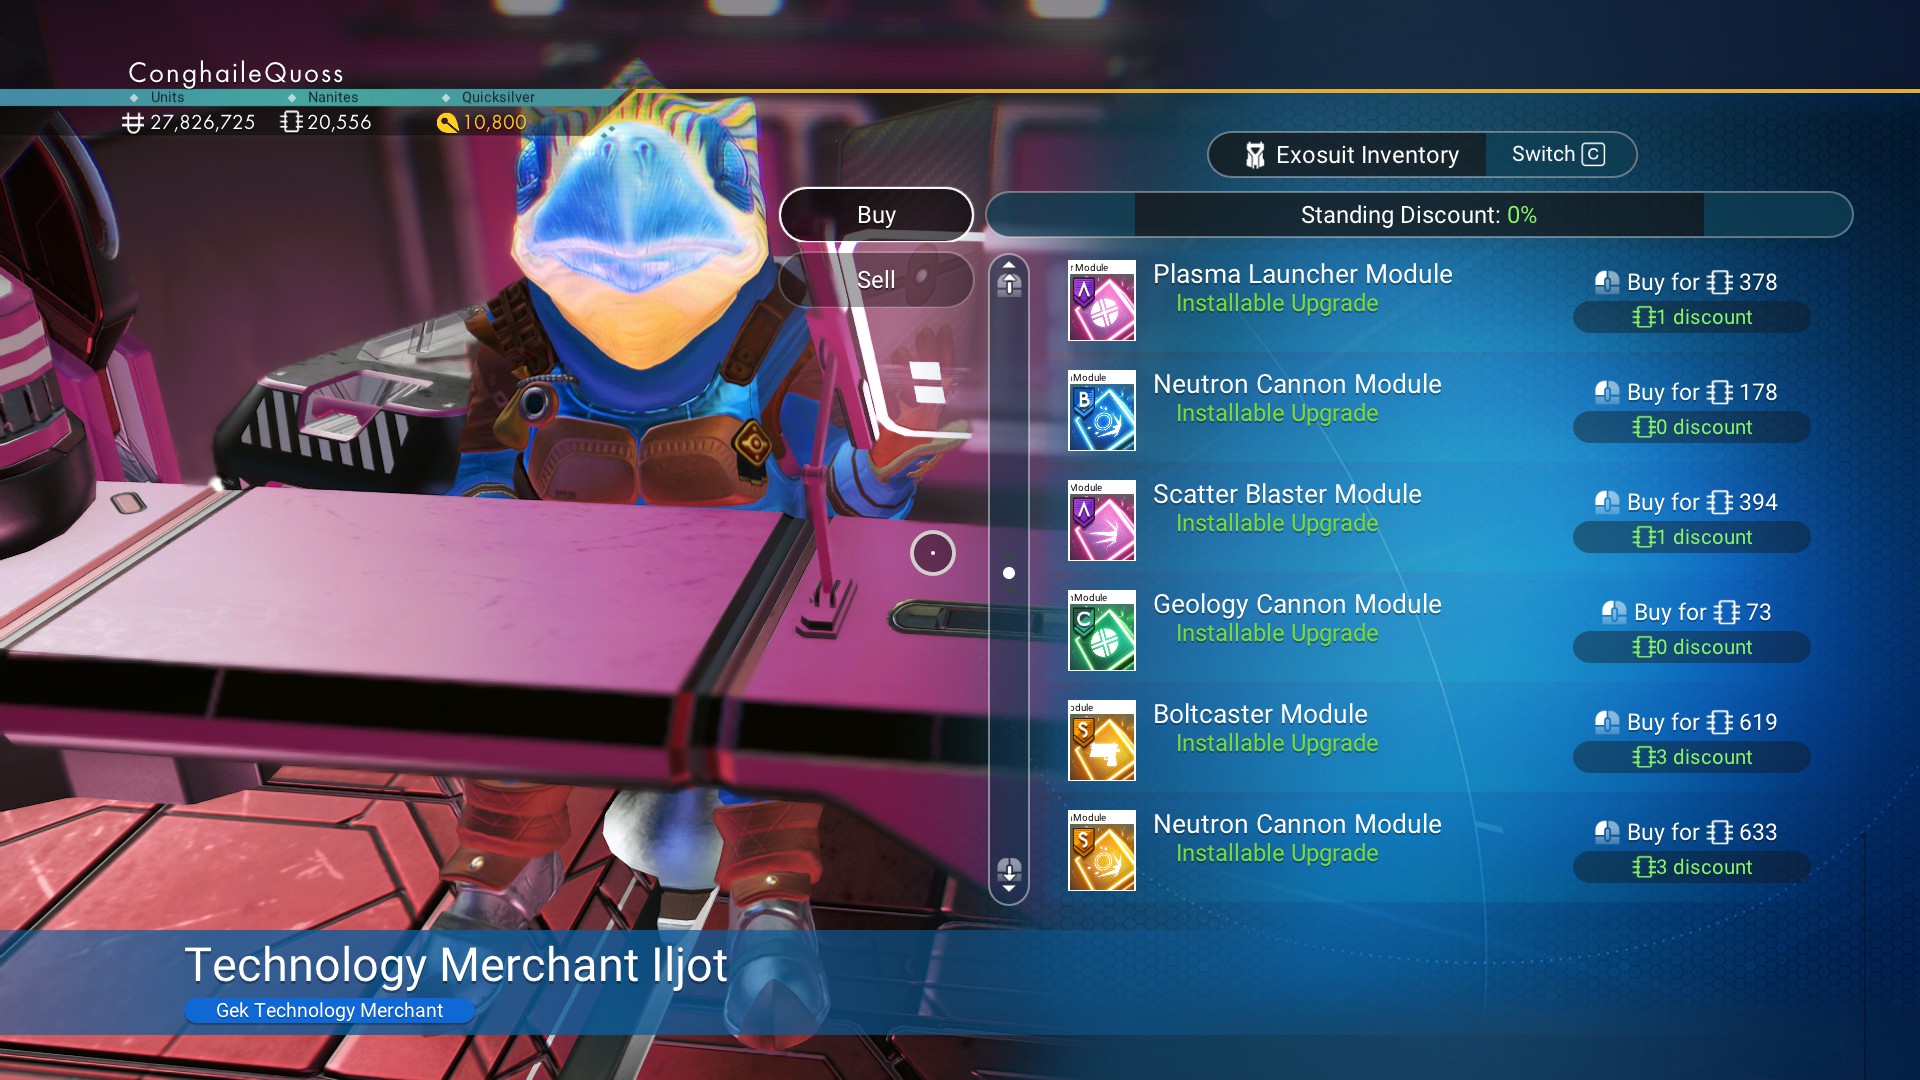 ConghaileQuoss
Units Nanites Quicksilver
27,826,725 20,556 10,800
Exosuit Inventory Switch C
Buy
Standing Discount: 0%
Sell
r Module
A
Plasma Launcher Module
Installable Upgrade
Buy for 378
1 discount
Module
B
Neutron Cannon Module
Installable Upgrade
Buy for 178
0 discount
Module
A
Scatter Blaster Module
Installable Upgrade
Buy for 394
1 discount
Module
C
Geology Cannon Module
Installable Upgrade
Buy for 73
0 discount
odule
S
Boltcaster Module
Installable Upgrade
Buy for 619
3 discount
Module
S
Neutron Cannon Module
Installable Upgrade
Buy for 633
3 discount
Technology Merchant Iljot
Gek Technology Merchant